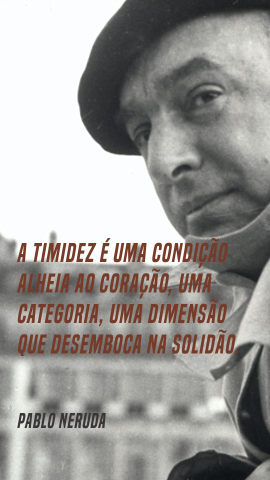 A TIMIDEZ É UMA CONDIÇÃO
ALHEIA AO CORAÇÃO, UMA
CATEGORIA, UMA DIMENSÃO
QUE DESEMBOCA NA SOLIDÃO
PABLO NERUDA